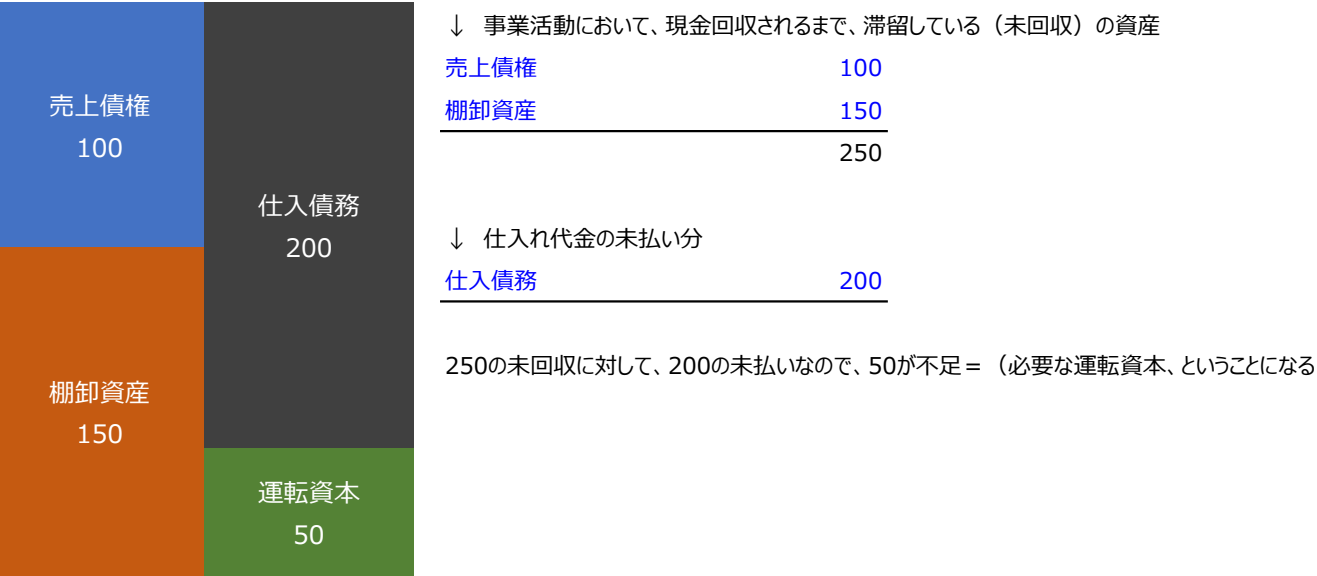 売上債権
100
棚卸資産
150
仕入債務
200
運転資本
50
↓ 事業活動において、現金回収されるまで、滞留している（未回収）の資産
売上債権 100
棚卸資産 150
250
↓ 仕入れ代金の未払い分
仕入債務 200
250の未回収に対して、200の未払いなので、50が不足＝（必要な運転資本、ということになる